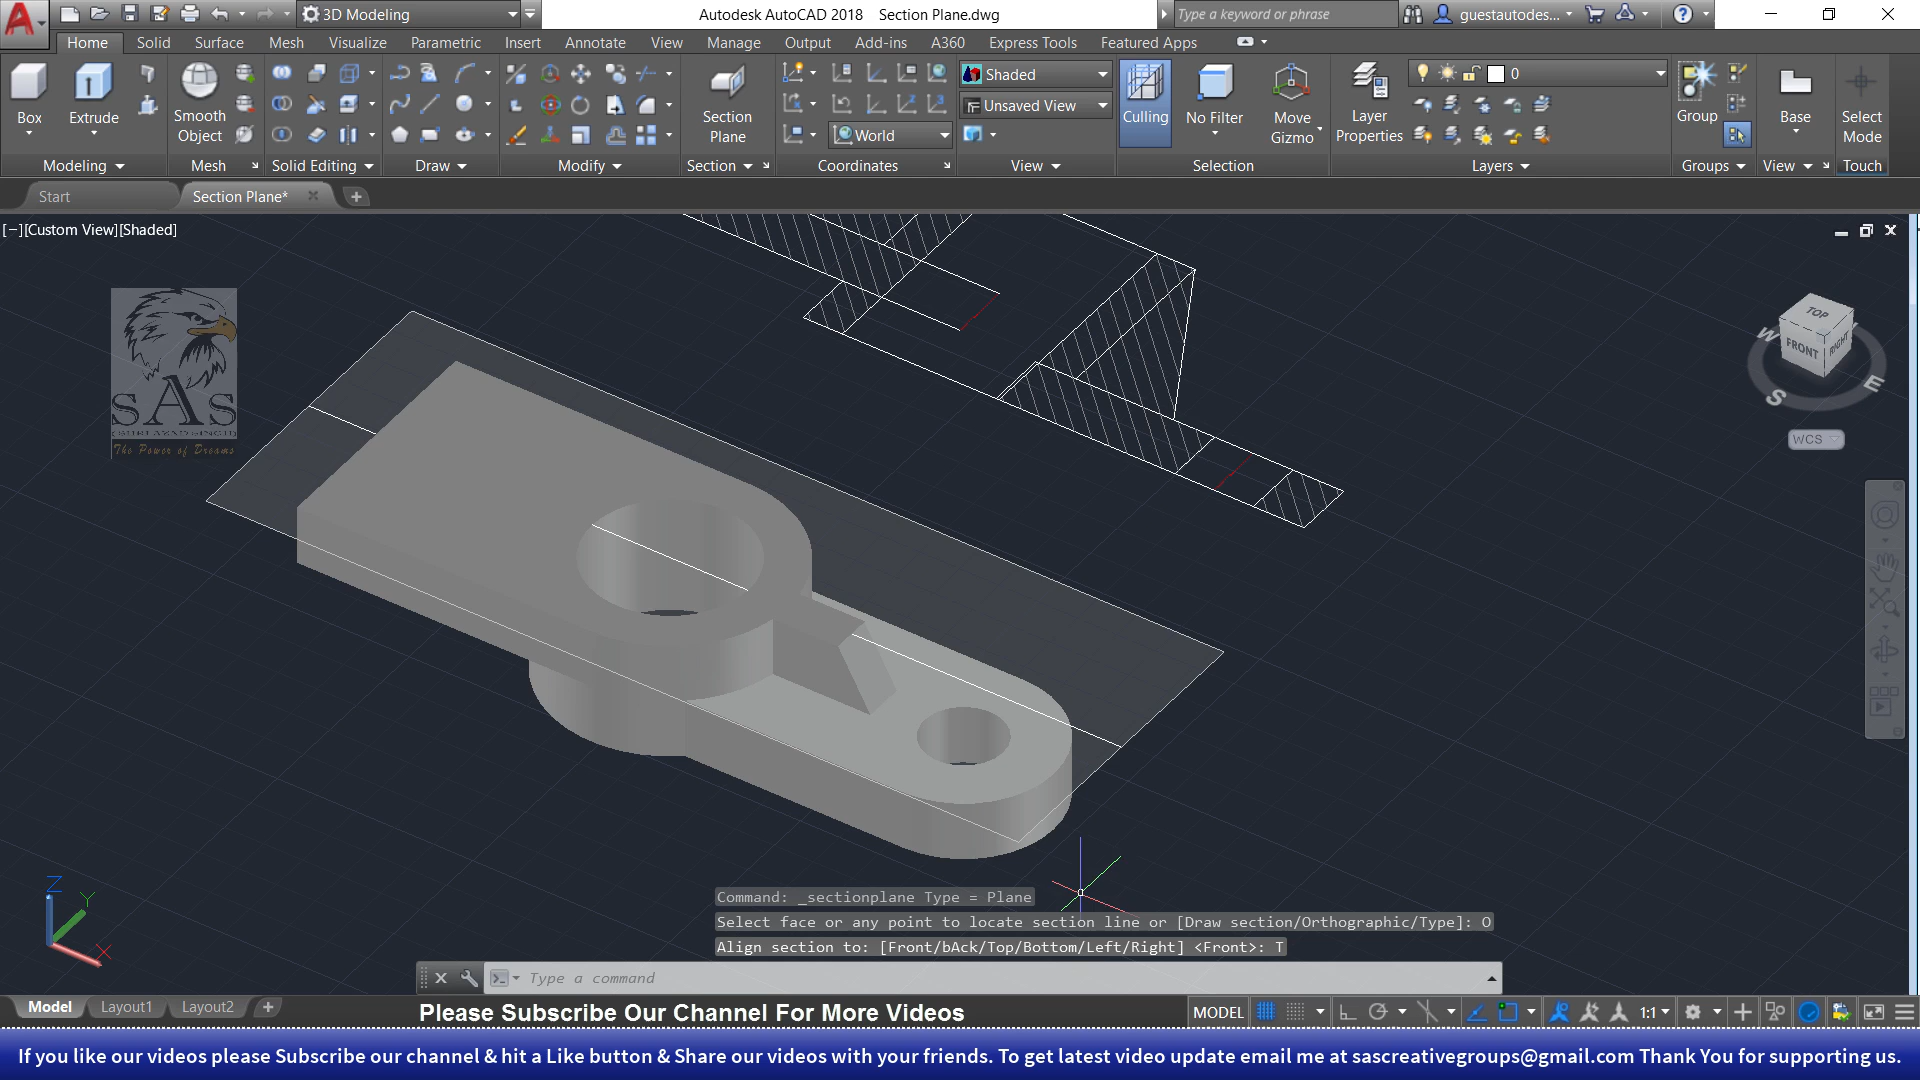 Autodesk AutoCAD 2018 Section Plane.dwg
3D Modeling
Type a keyword or phrase
guestautodes...
Home Solid Surface Mesh Visualize Parametric Insert Annotate View Manage Output Add-ins A360 Express Tools Featured Apps
Box
Extrude
Smooth
Object
Section
Plane
World
Shaded
Unsaved View
Culling
No Filter
Move
Gizmo
Layer
Properties
0
Group
Base
Select
Mode
Modeling Mesh Solid Editing Draw Modify Section Coordinates View Selection Layers Groups View Touch
Start Section Plane*
[−][Custom View][Shaded]
SAS
The Power of Dreams
TOP
FRONT
RIGHT
W
S
E
WCS
Z
Y
X
Command: _sectionplane Type = Plane
Select face or any point to locate section line or [Draw section/Orthographic/Type]: O
Align section to: [Front/bAck/Top/Bottom/Left/Right] <Front>: T
Type a command
Model Layout1 Layout2
Please Subscribe Our Channel For More Videos
MODEL
1:1
If you like our videos please Subscribe our channel & hit a Like button & Share our videos with your friends. To get latest video update email me at sascreativegroups@gmail.com Thank You for supporting us.